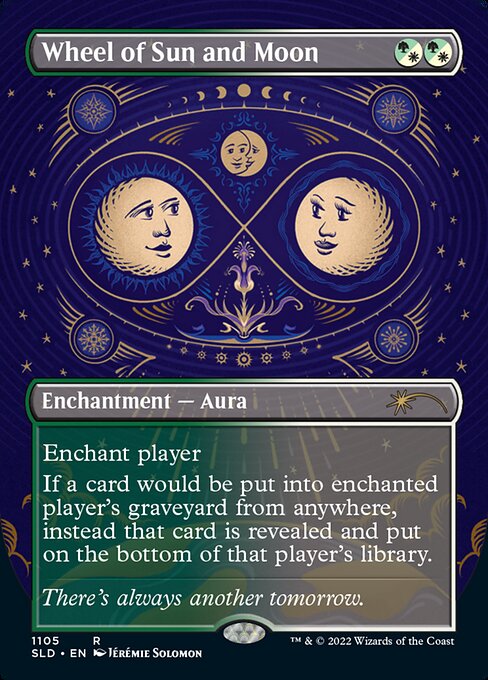 Wheel of Sun and Moon
Enchantment — Aura
Enchant player
If a card would be put into enchanted
player's graveyard from anywhere,
instead that card is revealed and put
on the bottom of that player's library.
There's always another tomorrow.
1105 R
SLD • EN Jérémie Solomon
™ & © 2022 Wizards of the Coast